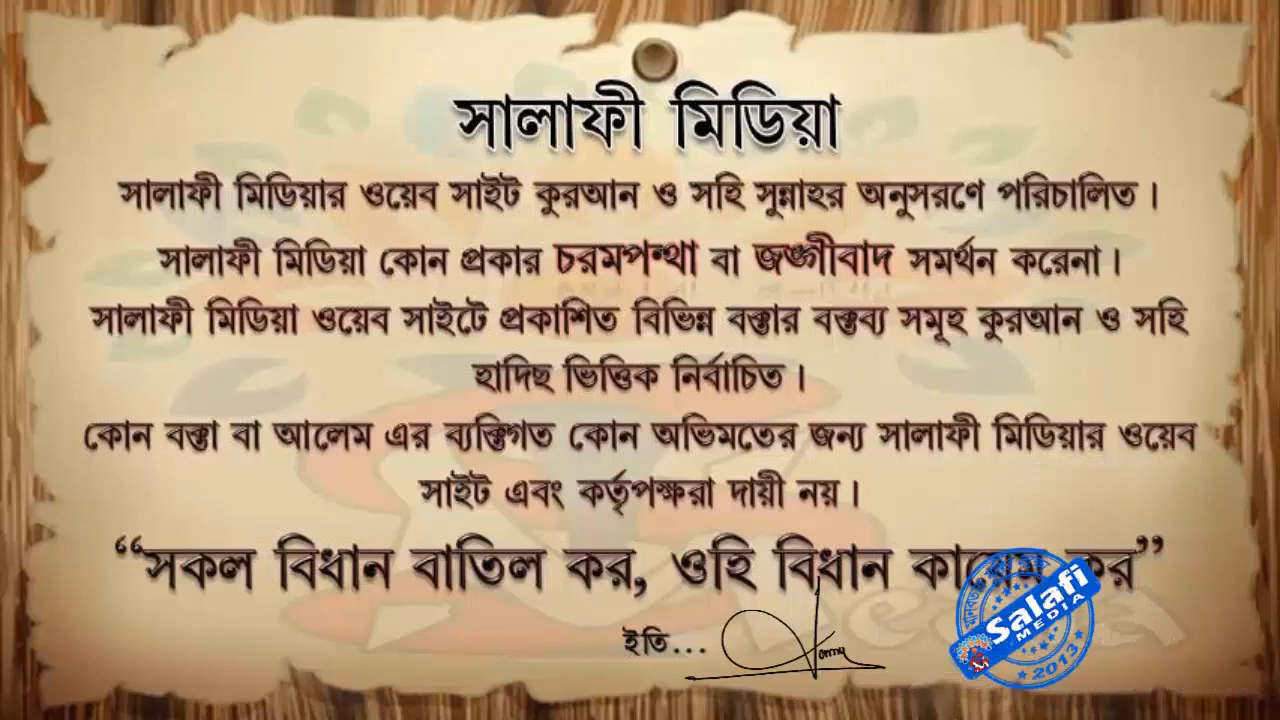 সালাফী মিডিয়া
সালাফী মিডিয়ার ওয়েব সাইট কুরআন ও সহি সুন্নাহর অনুসরণে পরিচালিত।
সালাফী মিডিয়া কোন প্রকার চরমপন্থা বা জঙ্গীবাদ সমর্থন করেনা।
সালাফী মিডিয়া ওয়েব সাইটে প্রকাশিত বিভিন্ন বক্তার বক্তব্য সমূহ কুরআন ও সহি
হাদিছ ভিত্তিক নির্বাচিত।
কোন বক্তা বা আলেম এর ব্যক্তিগত কোন অভিমতের জন্য সালাফী মিডিয়ার ওয়েব
সাইট এবং কর্তৃপক্ষরা দায়ী নয়।
“সকল বিধান বাতিল কর, ওহি বিধান কায়েম কর”
ইতি...
Salafi
MEDIA
2013